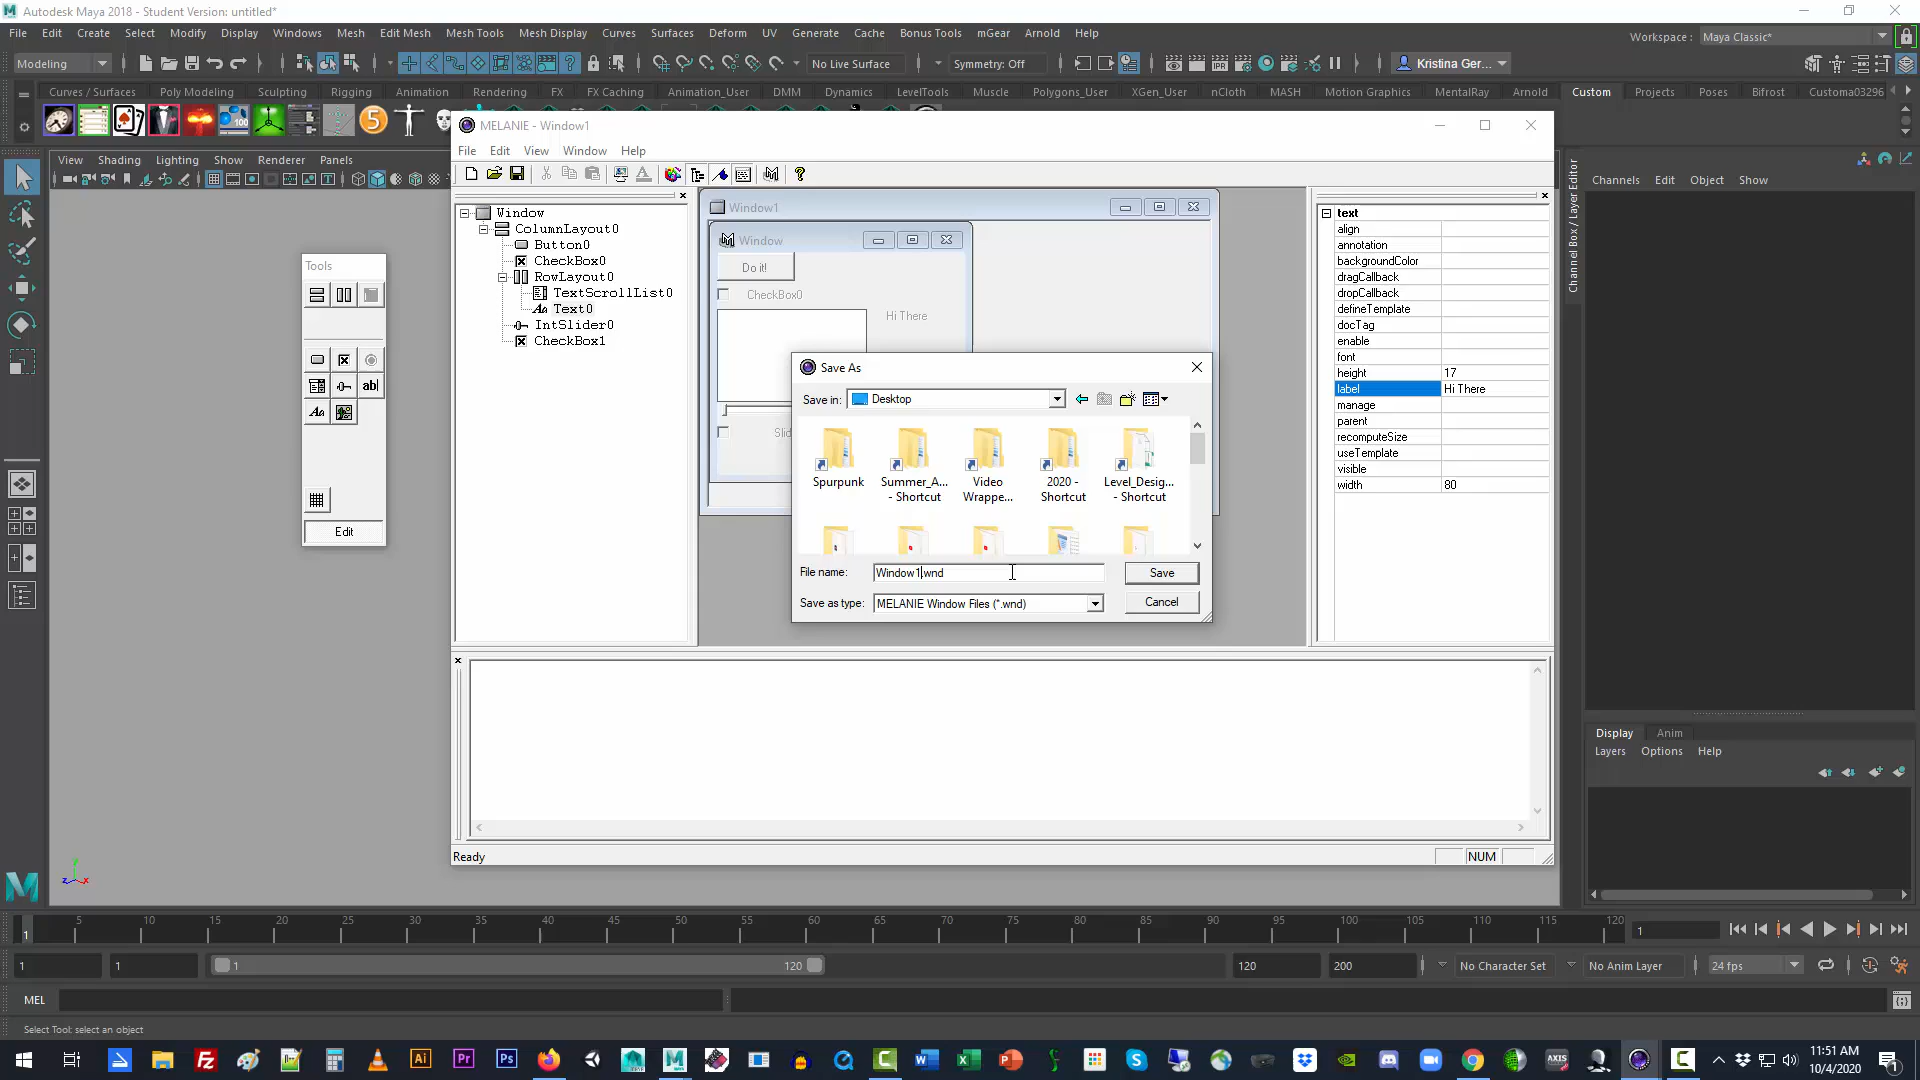 Autodesk Maya 2018 - Student Version: untitled*
File Edit Create Select Modify Display Windows Mesh Edit Mesh Mesh Tools Mesh Display Curves Surfaces Deform UV Generate Cache Bonus Tools mGear Arnold Help
Workspace : Maya Classic*
Modeling No Live Surface Symmetry: Off Kristina Ger...
Curves / Surfaces Poly Modeling Sculpting Rigging Animation Rendering FX FX Caching Animation_User DMM Dynamics LevelTools Muscle Polygons_User XGen_User nCloth MASH Motion Graphics MentalRay Arnold Custom Projects Poses Bifrost Customa03296
MELANIE - Window1
File Edit View Window Help
View Shading Lighting Show Renderer Panels
Channels Edit Object Show
Channel Box / Layer Editor
Tools
abl
Aa
Edit
Window
ColumnLayout0
Button0
CheckBox0
RowLayout0
TextScrollList0
Aa Text0
IntSlider0
CheckBox1
Window1
Window
Do it!
CheckBox0
Hi There
Slid
Save As
Save in: Desktop
Spurpunk
Summer_A... - Shortcut
Video Wrappe...
2020 - Shortcut
Level_Desig... - Shortcut
File name: Window1.wnd Save
Save as type: MELANIE Window Files (*.wnd) Cancel
text
align
annotation
backgroundColor
dragCallback
dropCallback
defineTemplate
docTag
enable
font
height 17
label Hi There
manage
parent
recomputeSize
useTemplate
visible
width 80
Ready NUM
Display Anim
Layers Options Help
5 10 15 20 25 30 35 40 45 50 55 60 65 70 75 80 85 90 95 100 105 110 115 120
1 1
1 1 1 120 120 200 No Character Set No Anim Layer 24 fps
MEL
Select Tool: select an object
11:51 AM
10/4/2020